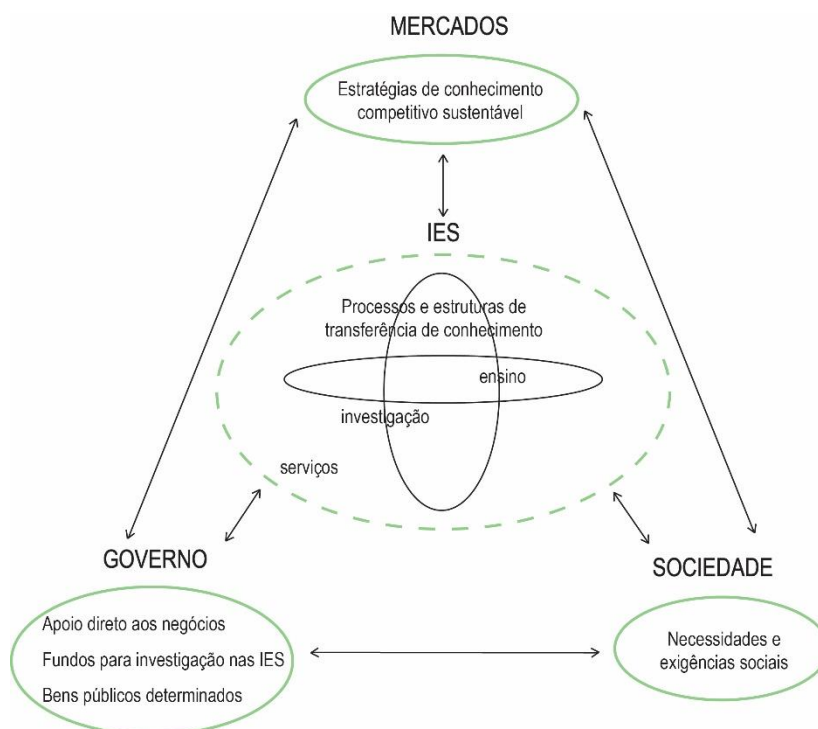 MERCADOS
Estratégias de conhecimento
competitivo sustentável
IES
Processos e estruturas de
transferência de conhecimento
ensino
investigação
serviços
GOVERNO
Apoio direto aos negócios
Fundos para investigação nas IES
Bens públicos determinados
SOCIEDADE
Necessidades e
exigências sociais